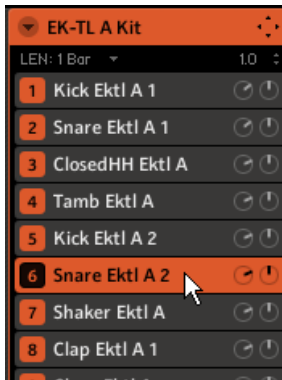 EK-TL A Kit
LEN: 1 Bar 1.0
1 Kick Ektl A 1
2 Snare Ektl A 1
3 ClosedHH Ektl A
4 Tamb Ektl A
5 Kick Ektl A 2
6 Snare Ektl A 2
7 Shaker Ektl A
8 Clap Ektl A 1